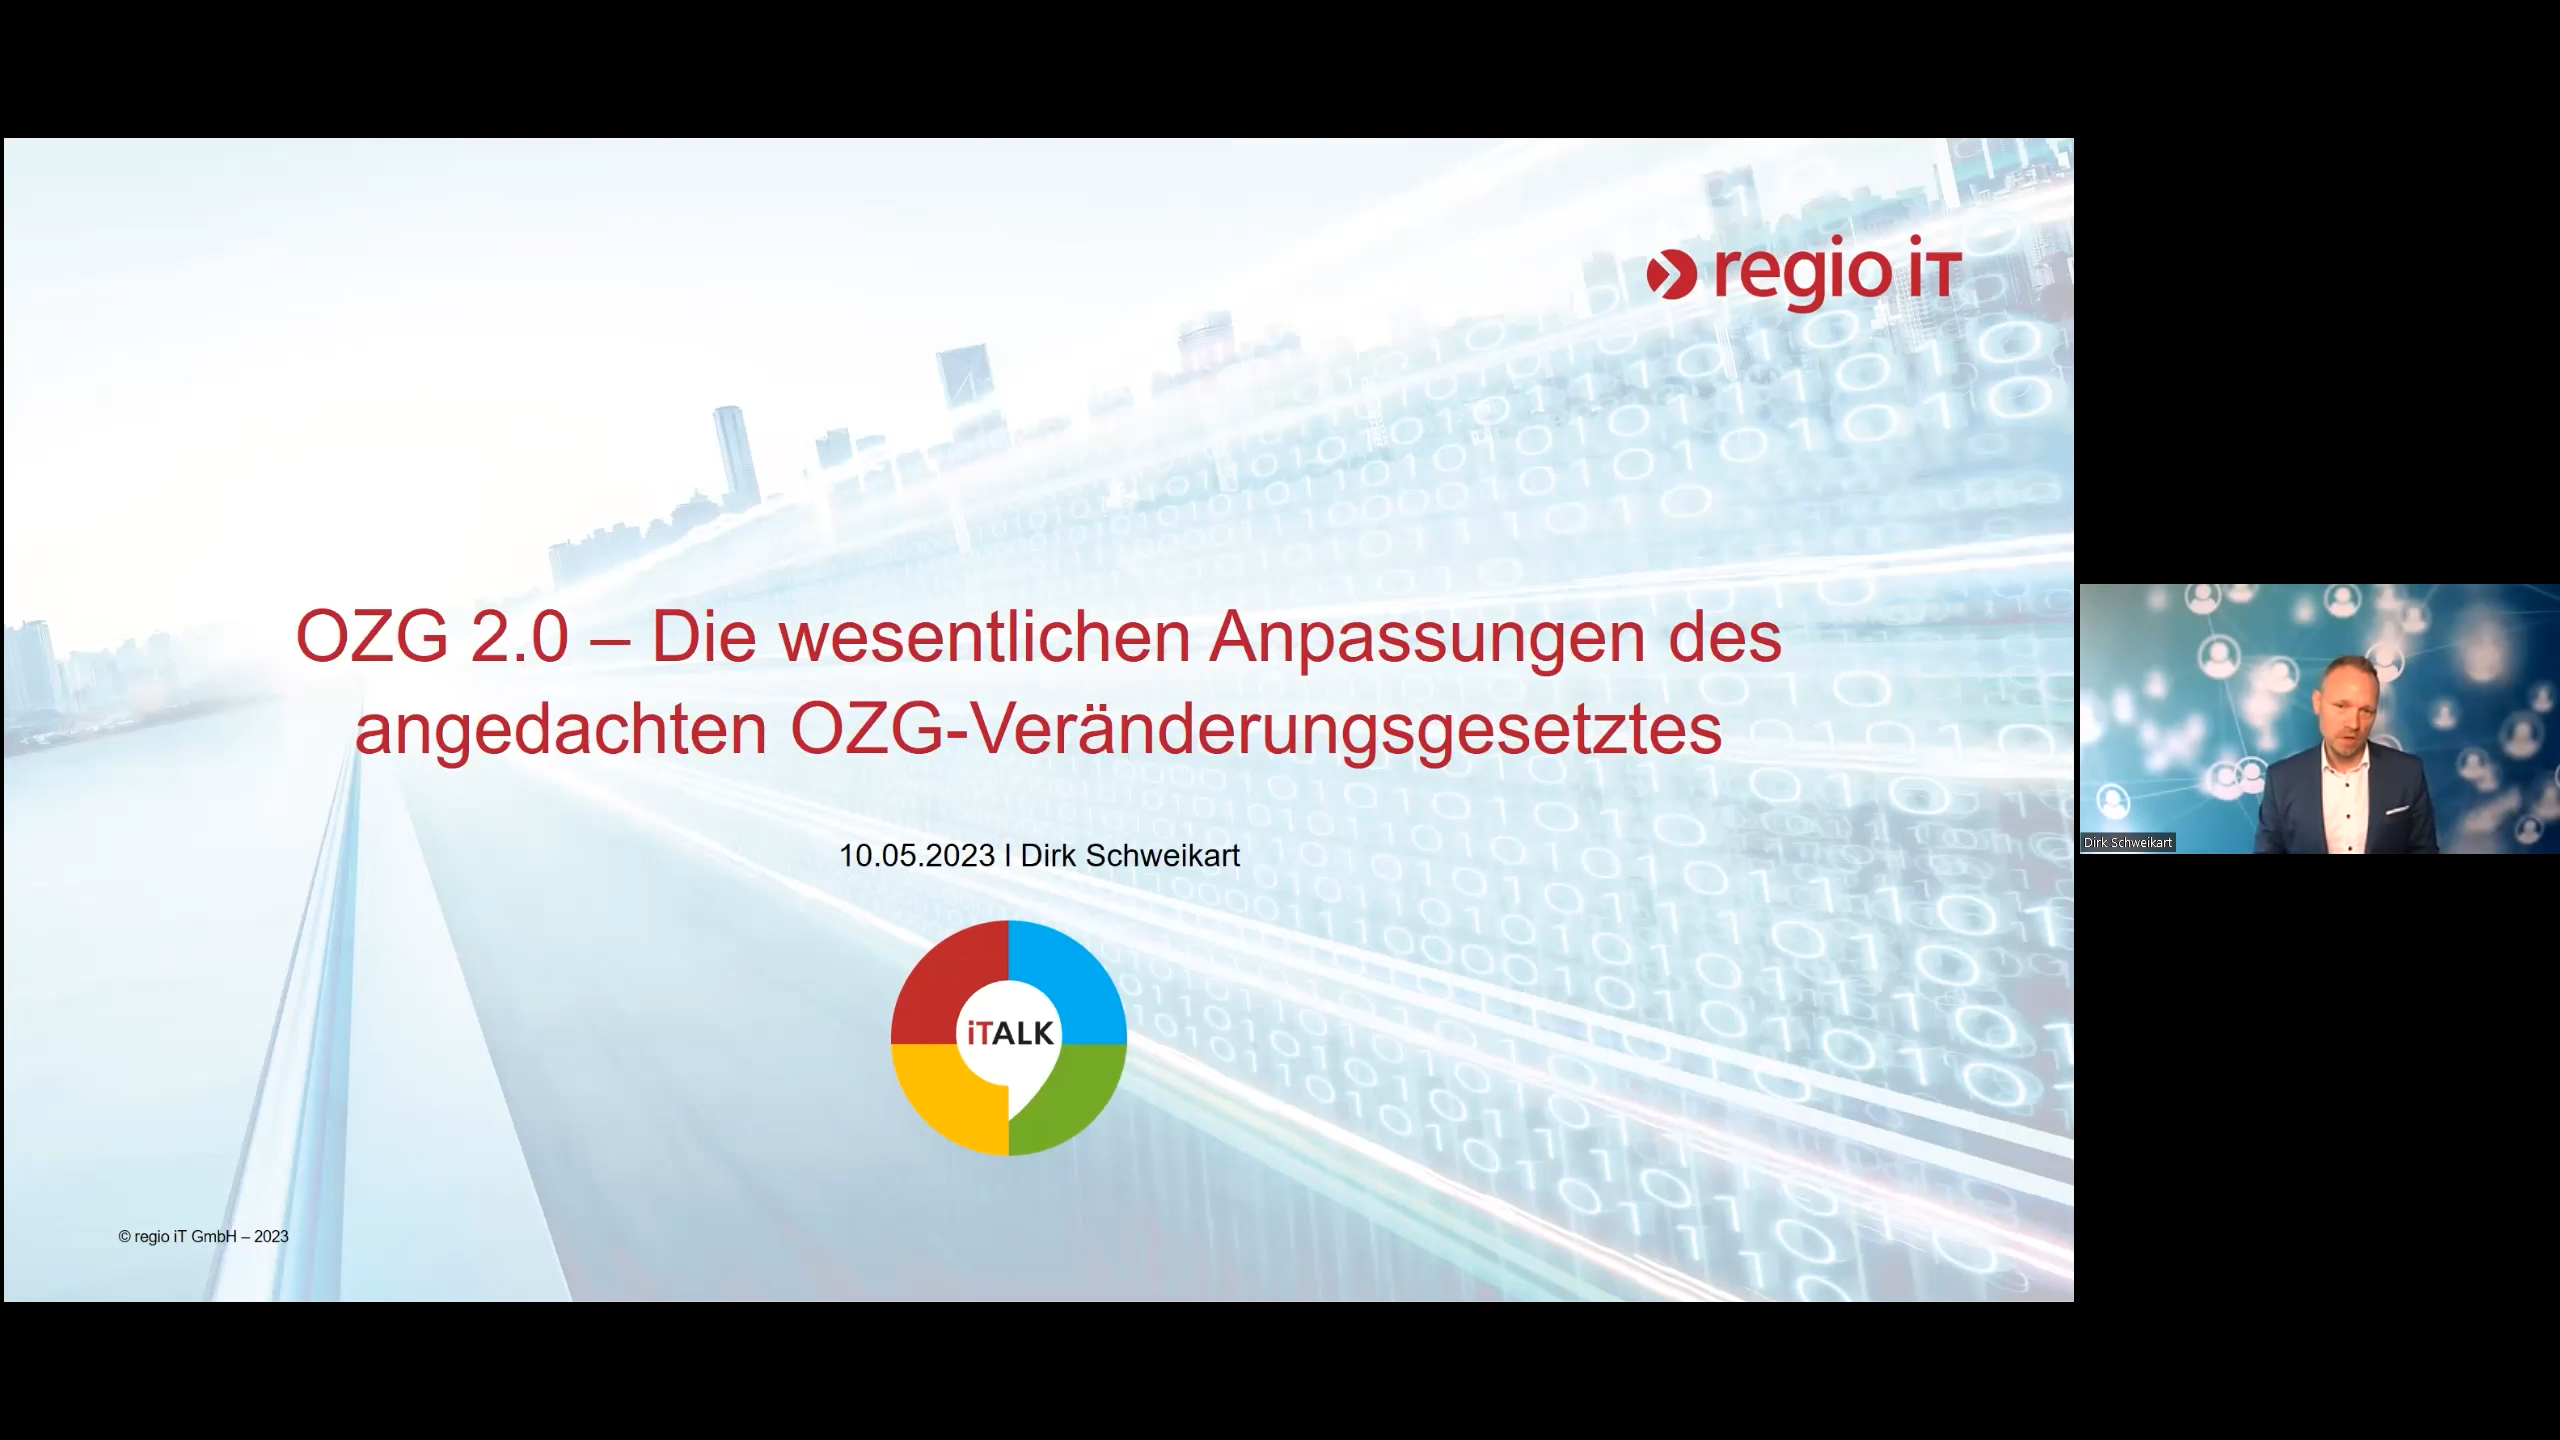 regio iT
OZG 2.0 – Die wesentlichen Anpassungen des
angedachten OZG-Veränderungsgesetztes
10.05.2023 I Dirk Schweikart
iTALK
© regio iT GmbH – 2023
Dirk Schweikart